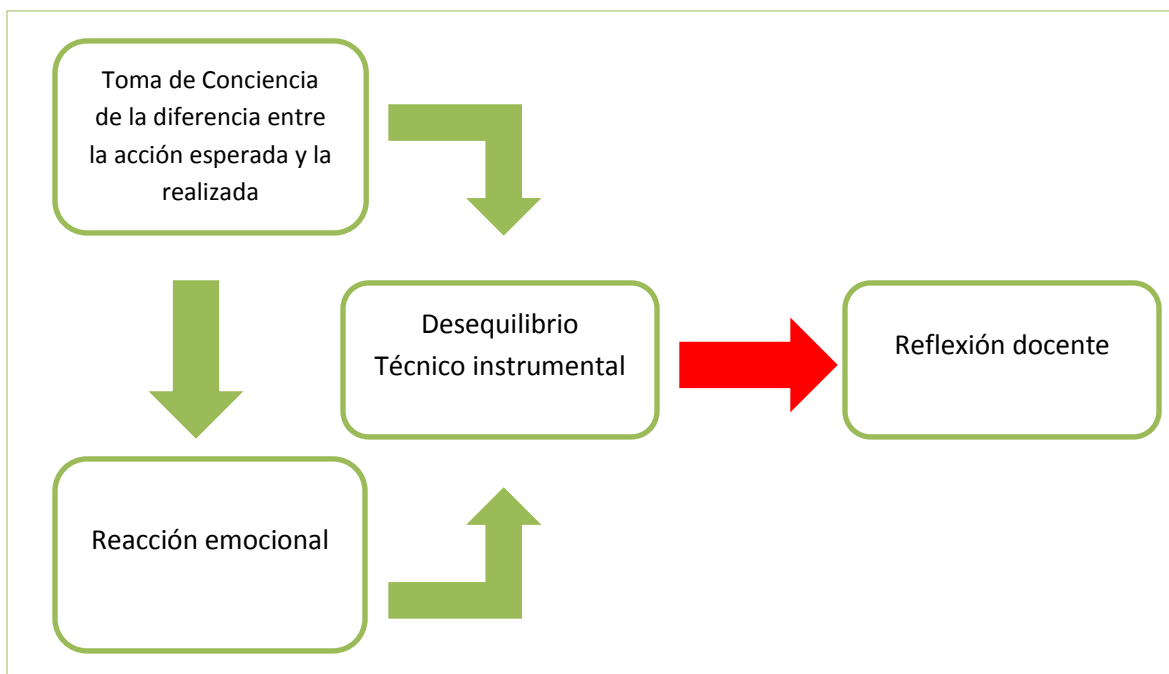 Toma de Conciencia
de la diferencia entre
la acción esperada y la
realizada
Desequilibrio
Técnico instrumental
Reflexión docente
Reacción emocional